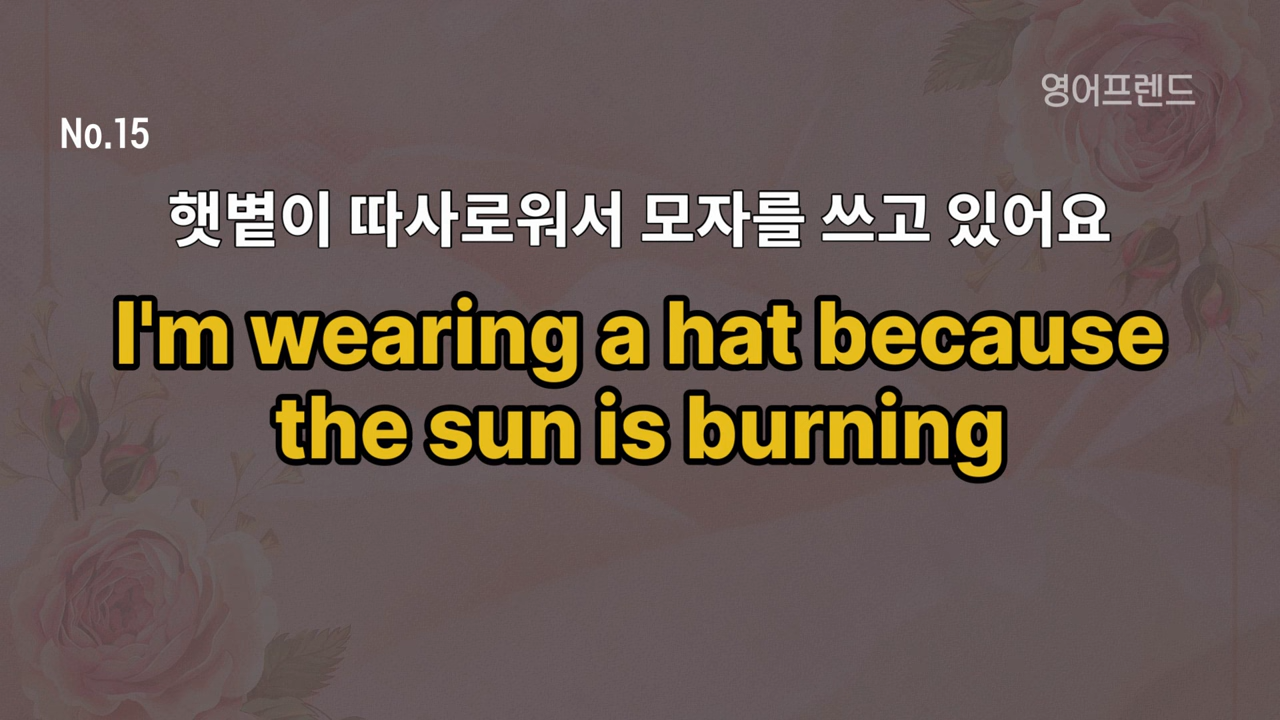 영어프렌드
No.15
햇볕이 따사로워서 모자를 쓰고 있어요
I'm wearing a hat because
the sun is burning